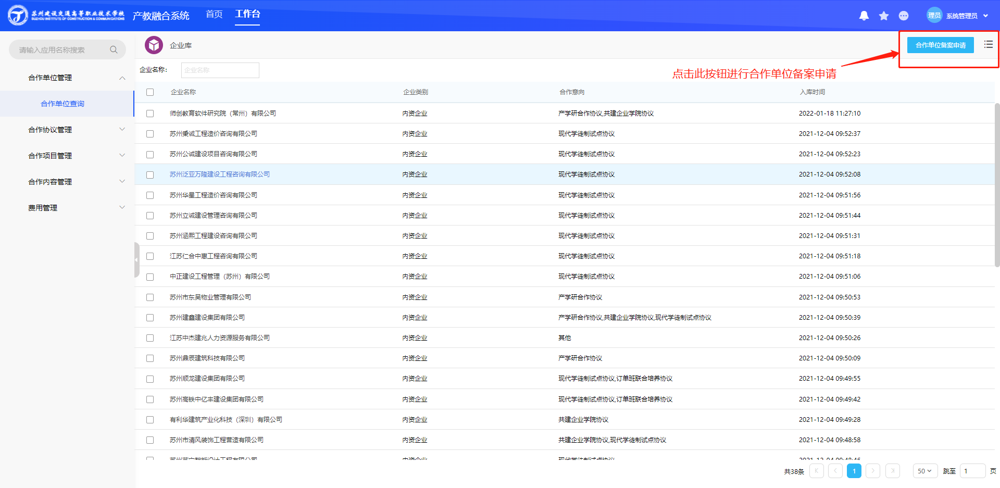 苏州建设交通高等职业技术学校
SUZHOU INSTITUTE OF CONSTRUCTION & COMMUNICATIONS
产教融合系统
首页
工作台
理员
系统管理员
请输入应用名称搜索
合作单位管理
合作单位查询
合作协议管理
合作项目管理
合作内容管理
费用管理
企业库
合作单位备案申请
点击此按钮进行合作单位备案申请
企业名称: 企业名称
企业名称 企业类别 合作意向 入库时间
师创教育软件研究院（常州）有限公司 内资企业 产学研合作协议,共建企业学院协议 2022-01-18 11:27:10
苏州秉诚工程造价咨询有限公司 内资企业 现代学徒制试点协议 2021-12-04 09:52:37
苏州公诚建设项目咨询有限公司 内资企业 现代学徒制试点协议 2021-12-04 09:52:23
苏州泛亚万隆建设工程咨询有限公司 内资企业 现代学徒制试点协议 2021-12-04 09:52:08
苏州华星工程造价咨询有限公司 内资企业 现代学徒制试点协议 2021-12-04 09:51:56
苏州立诚建设管理咨询有限公司 内资企业 现代学徒制试点协议 2021-12-04 09:51:44
苏州涵熙工程建设咨询有限公司 内资企业 现代学徒制试点协议 2021-12-04 09:51:31
江苏仁合中惠工程咨询有限公司 内资企业 现代学徒制试点协议 2021-12-04 09:51:18
中正建设工程管理（苏州）有限公司 内资企业 现代学徒制试点协议 2021-12-04 09:51:06
苏州市东吴物业管理有限公司 内资企业 产学研合作协议 2021-12-04 09:50:53
苏州建鑫建设集团有限公司 内资企业 产学研合作协议,共建企业学院协议,现代学徒制试点协议 2021-12-04 09:50:39
江苏中杰建兆人力资源服务有限公司 内资企业 其他 2021-12-04 09:50:26
苏州鼎辰建筑科技有限公司 内资企业 产学研合作协议 2021-12-04 09:50:09
苏州顺龙建设集团有限公司 内资企业 现代学徒制试点协议,订单班联合培养协议 2021-12-04 09:49:55
苏州高铁中亿丰建设集团有限公司 内资企业 现代学徒制试点协议,订单班联合培养协议 2021-12-04 09:49:42
有利华建筑产业化科技（深圳）有限公司 内资企业 共建企业学院协议 2021-12-04 09:49:28
苏州市清风装饰工程营造有限公司 内资企业 共建企业学院协议,现代学徒制试点协议 2021-12-04 09:48:58
内资企业 现代学徒制试点协议 2021-12-04 09:48:46
共38条 1 50 跳至 1 页